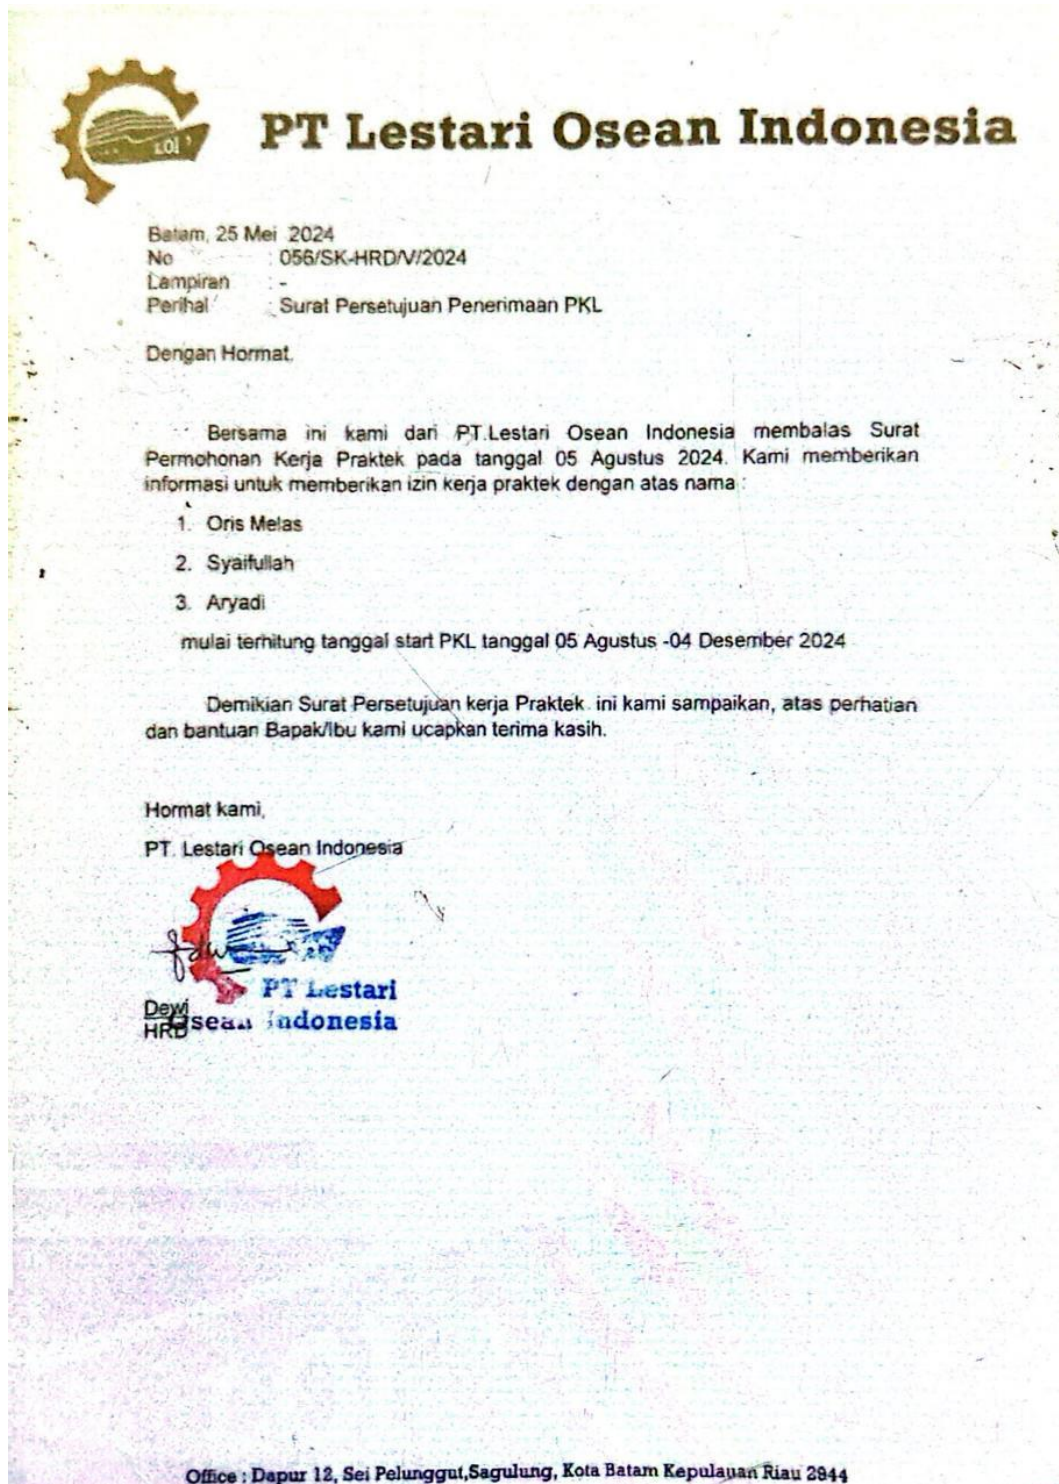 LOI
PT Lestari Osean Indonesia
Batam, 25 Mei 2024
No : 056/SK-HRD/V/2024
Lampiran : -
Perihal : Surat Persetujuan Penerimaan PKL
Dengan Hormat.
Bersama ini kami dari PT.Lestari Osean Indonesia membalas Surat
Permohonan Kerja Praktek pada tanggal 05 Agustus 2024. Kami memberikan
informasi untuk memberikan izin kerja praktek dengan atas nama :
1. Oris Melas
2. Syaifullah
3. Aryadi
mulai terhitung tanggal start PKL tanggal 05 Agustus -04 Desember 2024
Demikian Surat Persetujuan kerja Praktek ini kami sampaikan, atas perhatian
dan bantuan Bapak/Ibu kami ucapkan terima kasih.
Hormat kami,
PT. Lestari Osean Indonesia
PT Lestari
Osean Indonesia
Dewi
HRD
Office : Dapur 12, Sei Pelunggut,Sagulung, Kota Batam Kepulauan Riau 2944